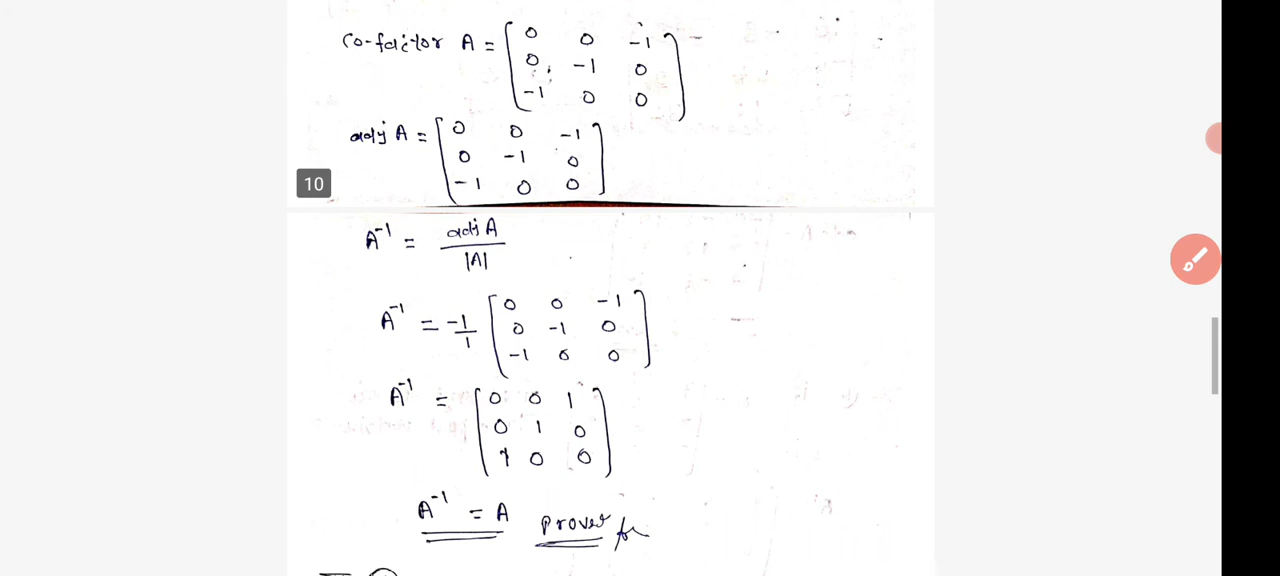 Co-factor A = [ 0 0 -1
0 -1 0
-1 0 0 ]
adj A = [ 0 0 -1
0 -1 0
-1 0 0 ]
10
A⁻¹ = adj A / |A|
A⁻¹ = -1/1 [ 0 0 -1
0 -1 0
-1 0 0 ]
A⁻¹ = [ 0 0 1
0 1 0
1 0 0 ]
A⁻¹ = A proved